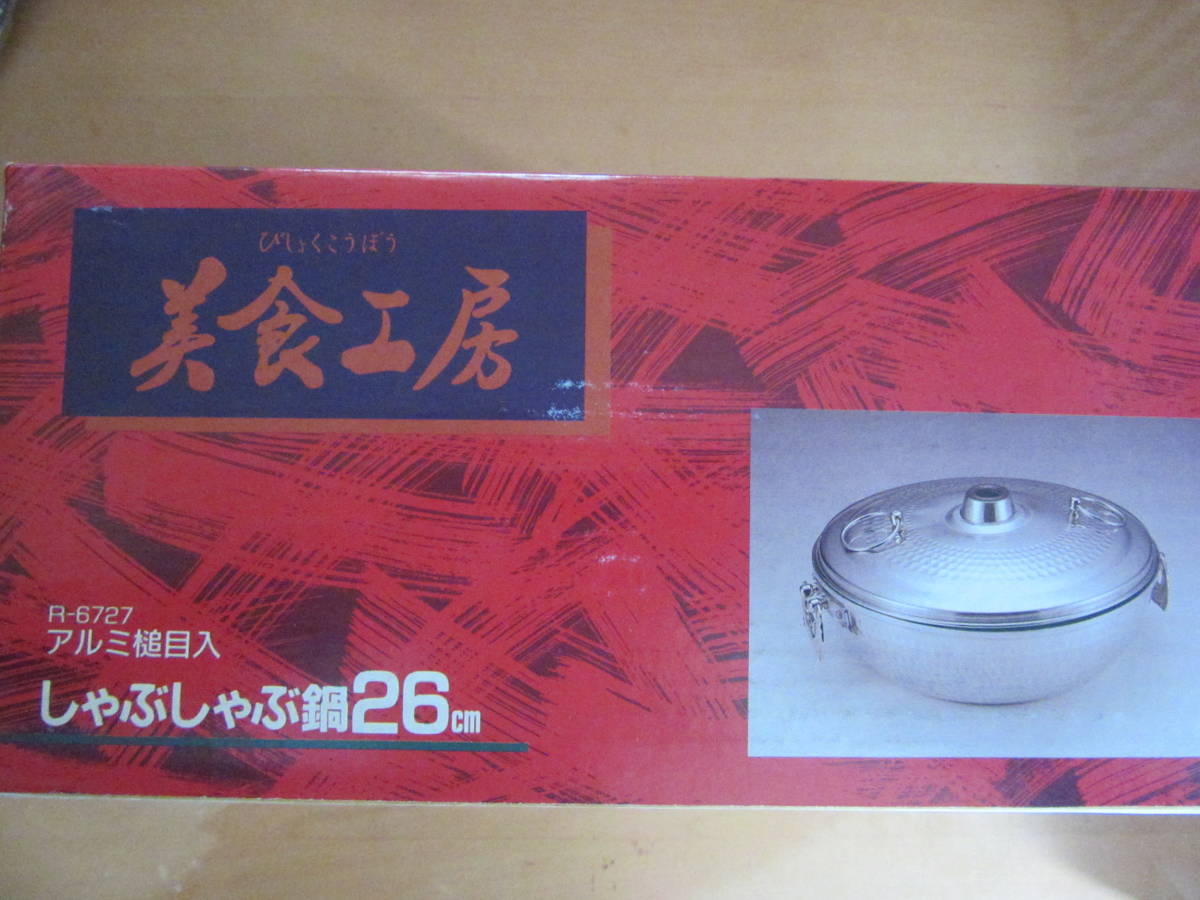 びしょくこうぼう
美食工房
R-6727
アルミ槌目入
しゃぶしゃぶ鍋26cm